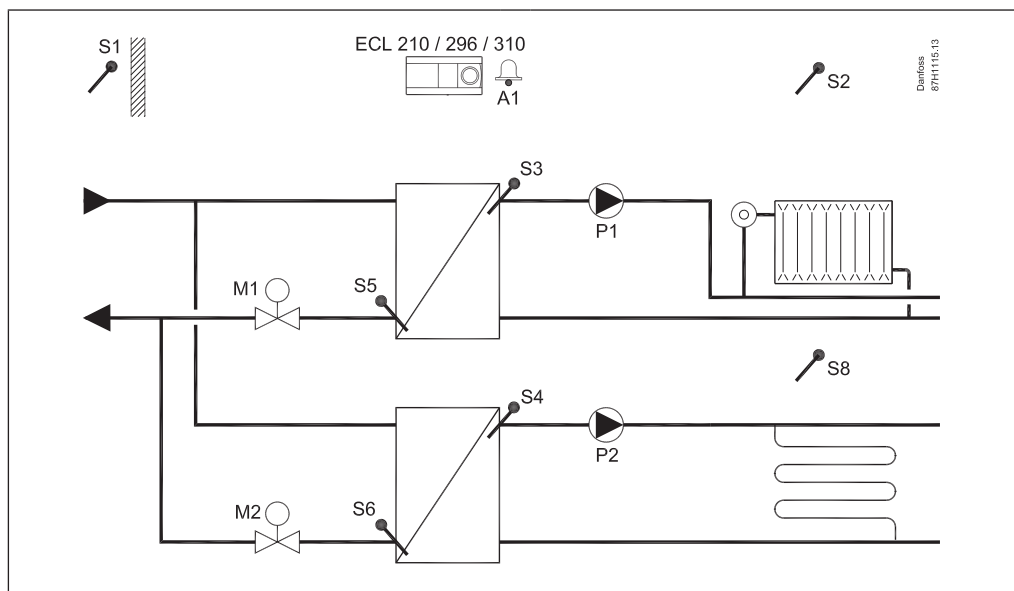 S1
ECL 210 / 296 / 310
A1
S2
Danfoss
87H1115.13
S3
P1
M1
S5
S8
S4
P2
M2
S6